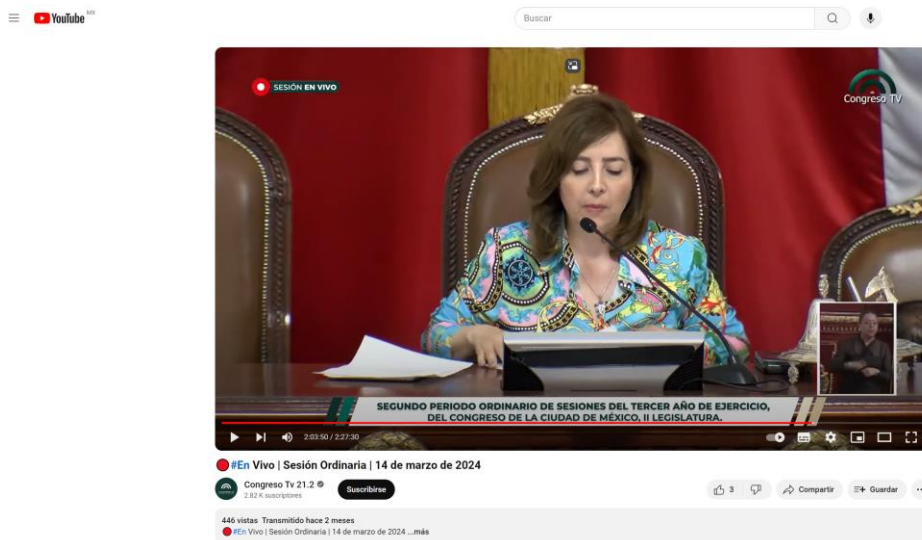 YouTube MX
Buscar
SESIÓN EN VIVO
Congreso TV
SEGUNDO PERIODO ORDINARIO DE SESIONES DEL TERCER AÑO DE EJERCICIO,
DEL CONGRESO DE LA CIUDAD DE MÉXICO, II LEGISLATURA.
2:03:50 / 2:27:30
#En Vivo | Sesión Ordinaria | 14 de marzo de 2024
Congreso Tv 21.2
2.82 K suscriptores
Suscribirse
3
Compartir
Guardar
446 vistas Transmitido hace 2 meses
#En Vivo | Sesión Ordinaria | 14 de marzo de 2024 ...más